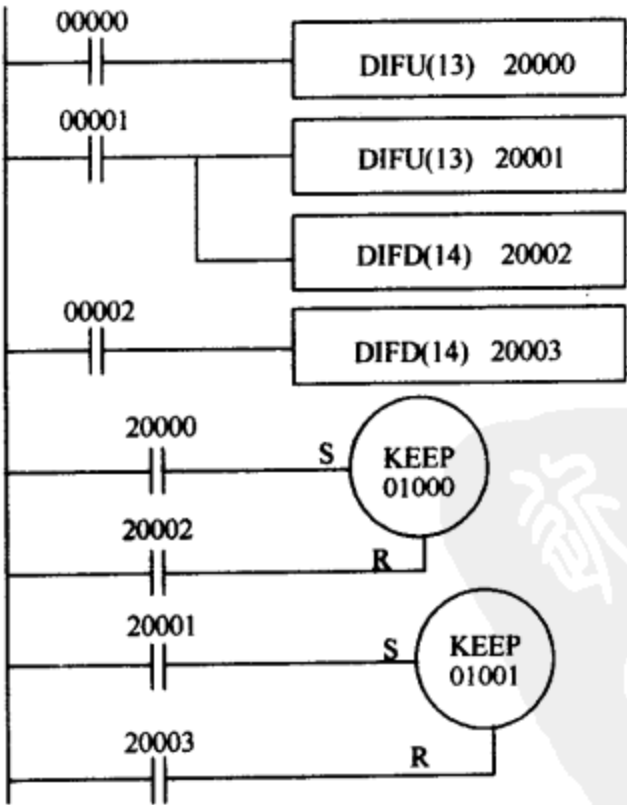 00000
DIFU(13) 20000
00001
DIFU(13) 20001
DIFD(14) 20002
00002
DIFD(14) 20003
20000
S
KEEP
01000
20002
R
20001
S
KEEP
01001
20003
R